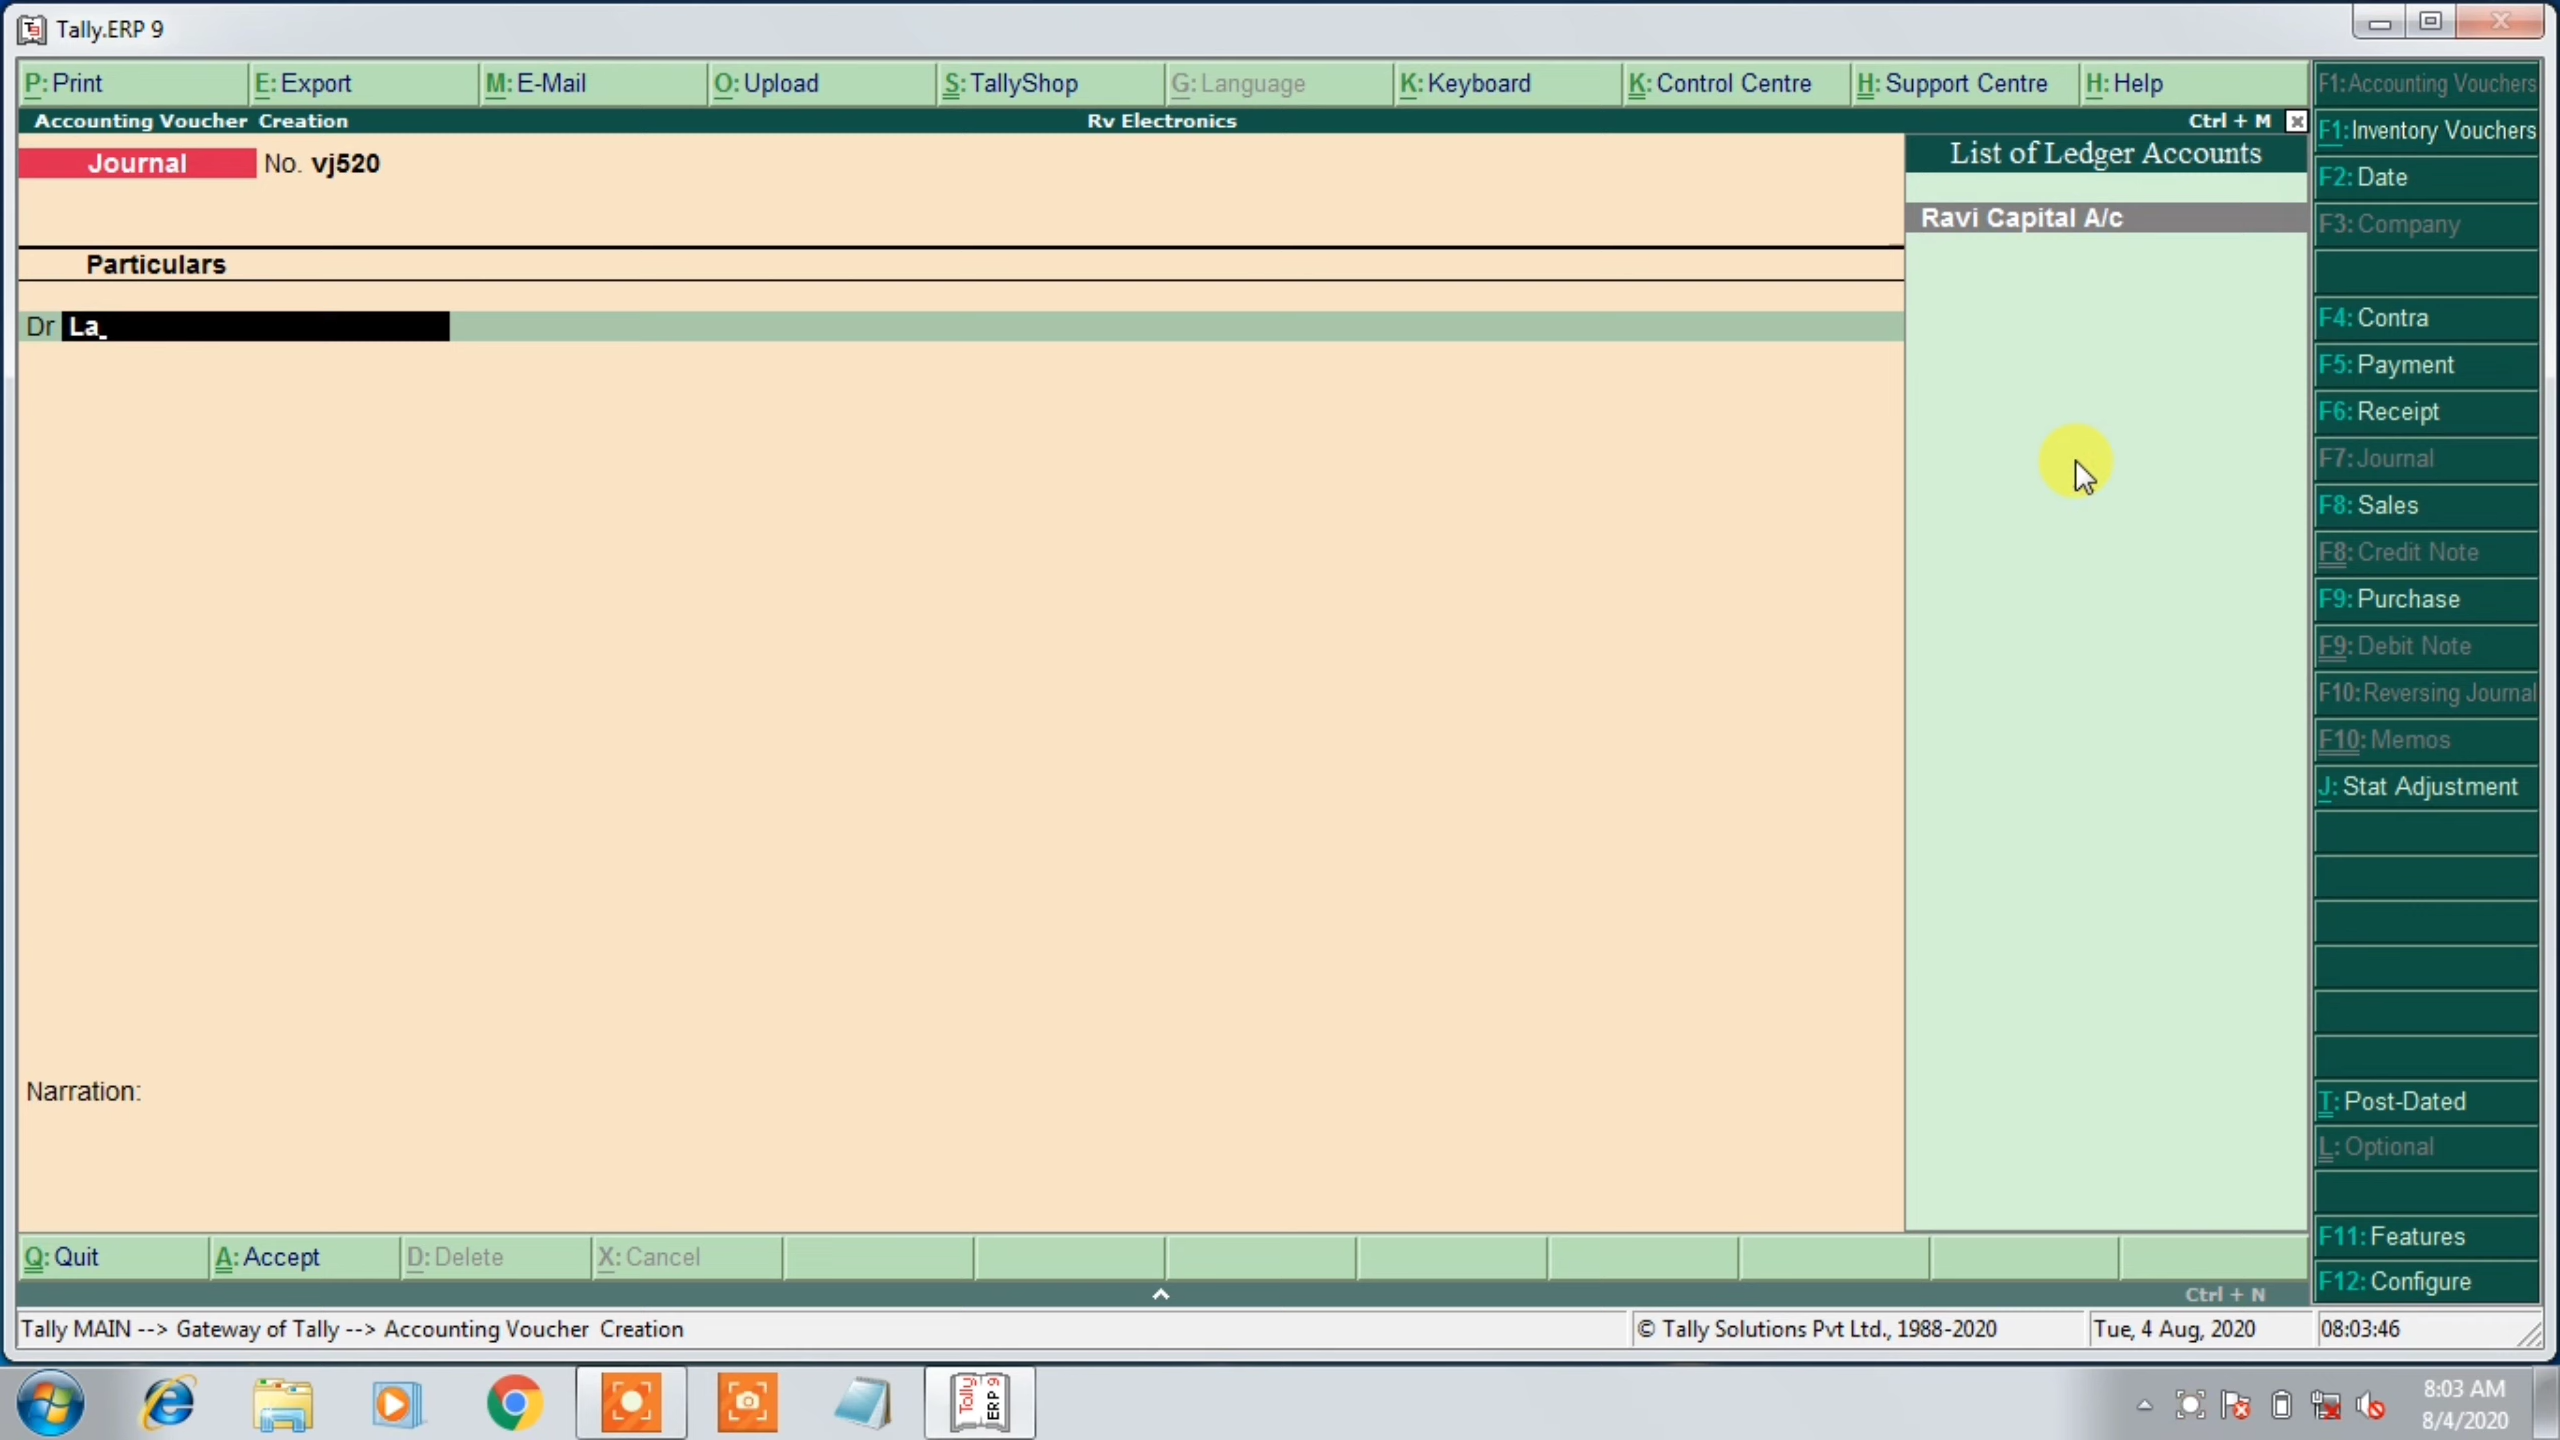 Tally.ERP 9
P: Print
E: Export
M: E-Mail
O: Upload
S: TallyShop
G: Language
K: Keyboard
K: Control Centre
H: Support Centre
H: Help
Accounting Voucher Creation
Rv Electronics
Ctrl + M
Journal
No. vj520
Particulars
Dr La
Narration:
List of Ledger Accounts
Ravi Capital A/c
F1: Accounting Vouchers
F1: Inventory Vouchers
F2: Date
F3: Company
F4: Contra
F5: Payment
F6: Receipt
F7: Journal
F8: Sales
F8: Credit Note
F9: Purchase
F9: Debit Note
F10: Reversing Journal
F10: Memos
J: Stat Adjustment
T: Post-Dated
L: Optional
F11: Features
F12: Configure
Q: Quit
A: Accept
D: Delete
X: Cancel
Ctrl + N
Tally MAIN --> Gateway of Tally --> Accounting Voucher Creation
© Tally Solutions Pvt Ltd., 1988-2020
Tue, 4 Aug, 2020
08:03:46
Tally
ERP 9
8:03 AM
8/4/2020